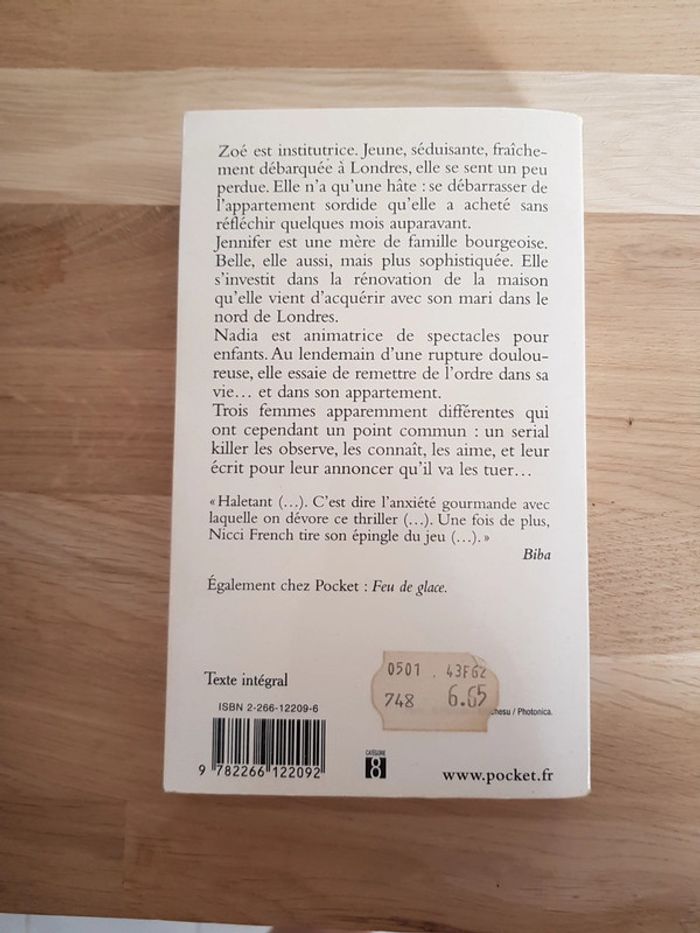 Zoé est institutrice. Jeune, séduisante, fraîche-
ment débarquée à Londres, elle se sent un peu
perdue. Elle n'a qu'une hâte : se débarrasser de
l'appartement sordide qu'elle a acheté sans
réfléchir quelques mois auparavant.
Jennifer est une mère de famille bourgeoise.
Belle, elle aussi, mais plus sophistiquée. Elle
s'investit dans la rénovation de la maison
qu'elle vient d'acquérir avec son mari dans le
nord de Londres.
Nadia est animatrice de spectacles pour
enfants. Au lendemain d'une rupture doulou-
reuse, elle essaie de remettre de l'ordre dans sa
vie… et dans son appartement.
Trois femmes apparemment différentes qui
ont cependant un point commun : un serial
killer les observe, les connaît, les aime, et leur
écrit pour leur annoncer qu'il va les tuer…
« Haletant (…). C'est dire l'anxiété gourmande avec
laquelle on dévore ce thriller (…). Une fois de plus,
Nicci French tire son épingle du jeu (…). »
Biba
Également chez Pocket : Feu de glace.
0501 . 43F62
748 6.65
Texte intégral
ISBN 2-266-12209-6
/ Photonica.
9 782266 122092
CATÉGORIE
8
www.pocket.fr